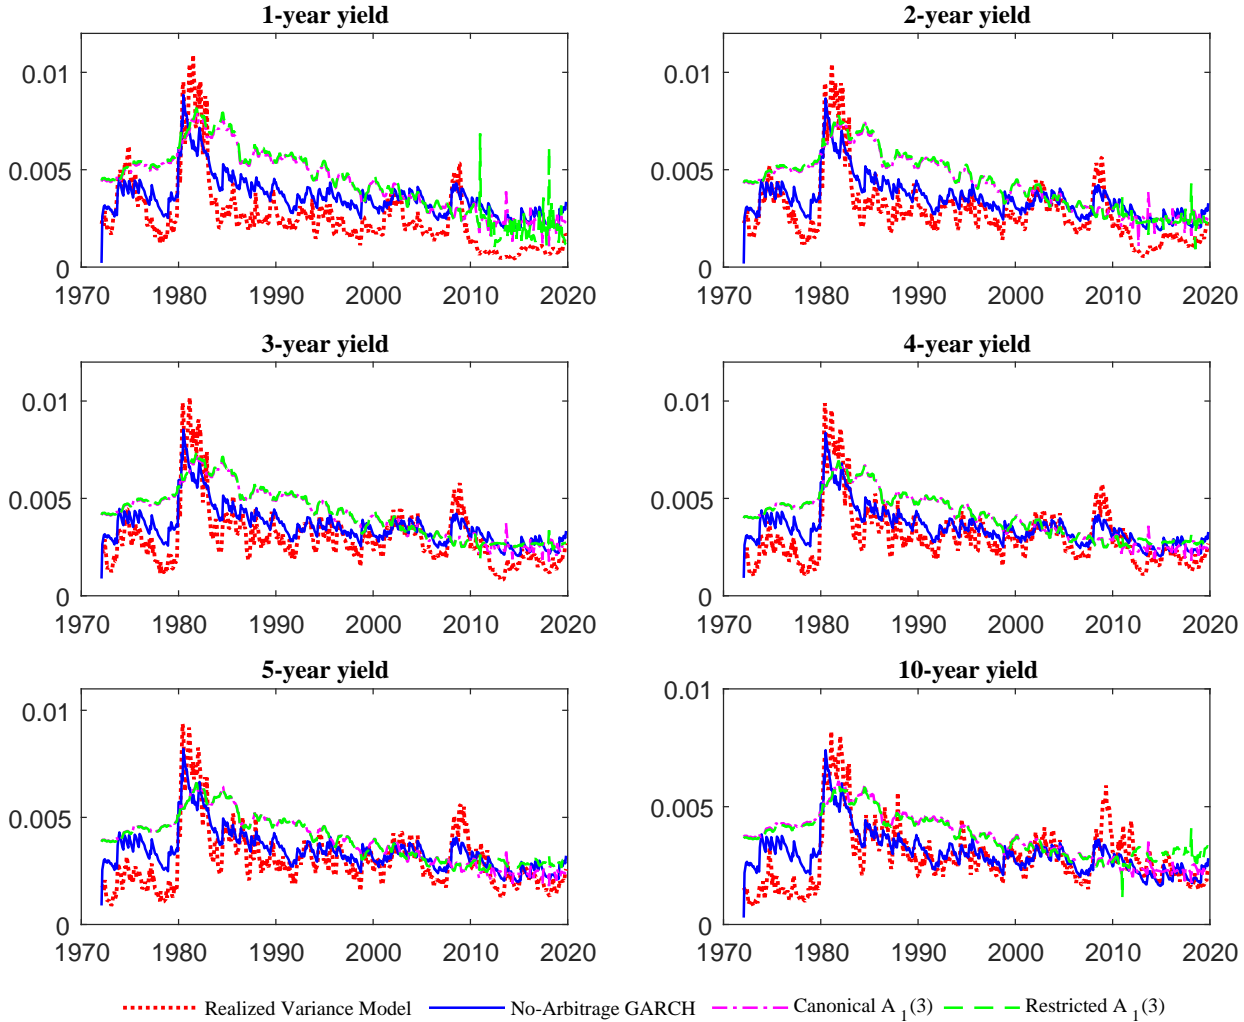 1-year yield
2-year yield
0.01
0.005
0
1970 1980 1990 2000 2010 2020
0.01
0.005
0
1970 1980 1990 2000 2010 2020
3-year yield
4-year yield
0.01
0.005
0
1970 1980 1990 2000 2010 2020
0.01
0.005
0
1970 1980 1990 2000 2010 2020
5-year yield
10-year yield
0.01
0.005
0
1970 1980 1990 2000 2010 2020
0.01
0.005
0
1970 1980 1990 2000 2010 2020
Realized Variance Model No-Arbitrage GARCH Canonical A 1(3) Restricted A 1(3)